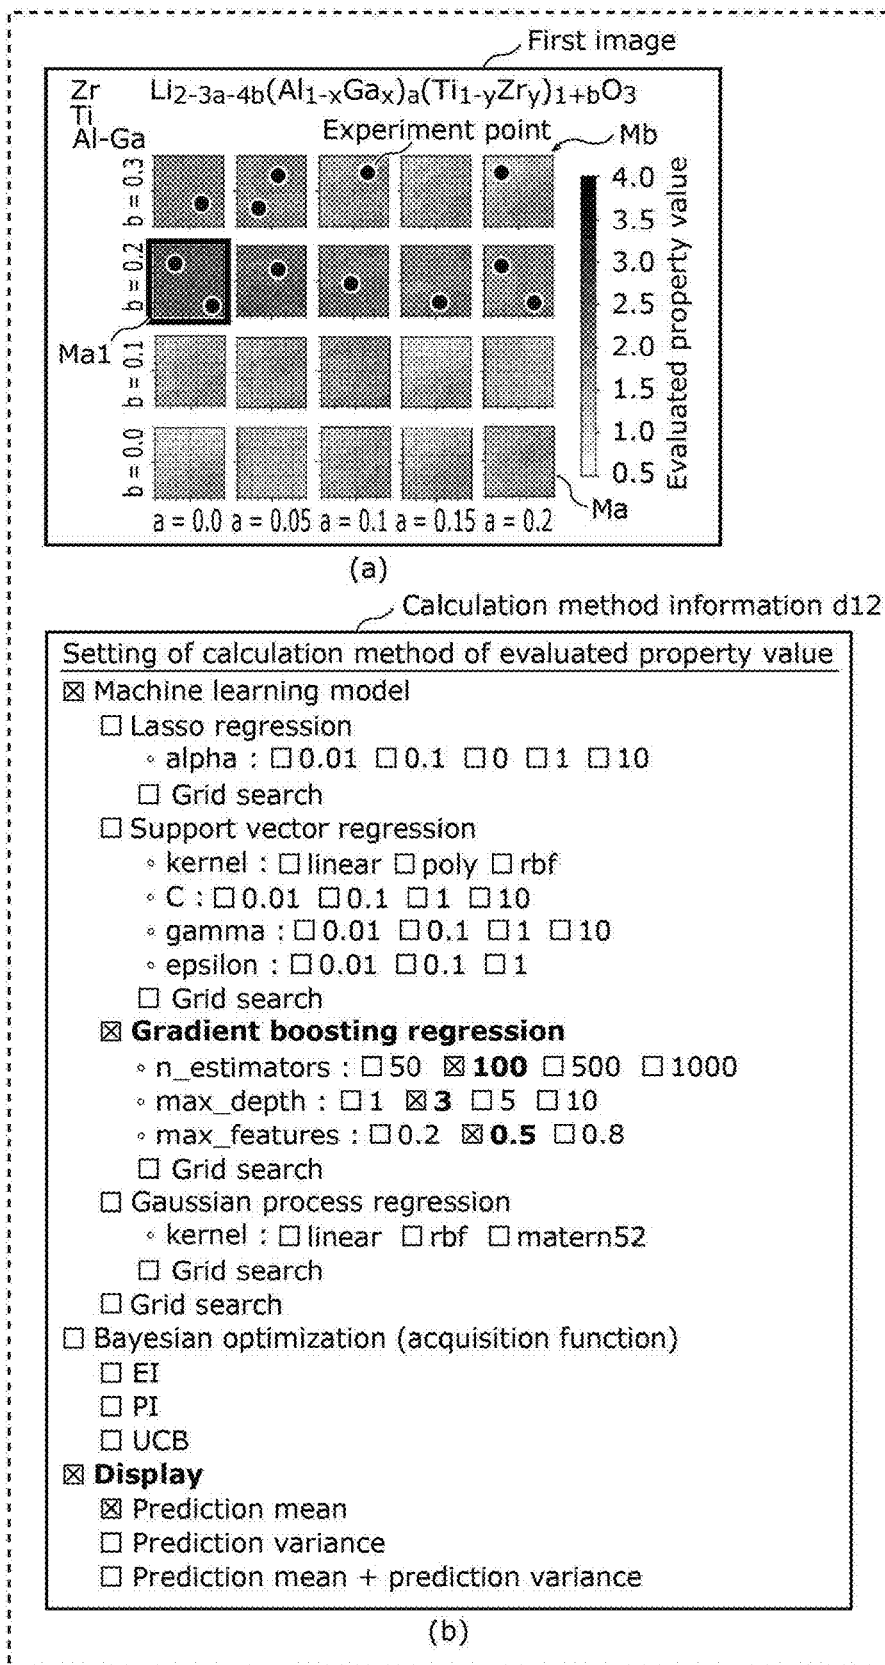 First image
Zr
Ti
Al-Ga
Li2-3a-4b(Al1-xGax)a(Ti1-yZry)1+bO3
Experiment point
Mb
b = 0.3
b = 0.2
b = 0.1
b = 0.0
Ma1
4.0
3.5
3.0
2.5
2.0
1.5
1.0
0.5
Evaluated property value
Ma
a = 0.0 a = 0.05 a = 0.1 a = 0.15 a = 0.2
(a)
Calculation method information d12
Setting of calculation method of evaluated property value
☒ Machine learning model
☐ Lasso regression
◦ alpha : ☐ 0.01 ☐ 0.1 ☐ 0 ☐ 1 ☐ 10
☐ Grid search
☐ Support vector regression
◦ kernel : ☐ linear ☐ poly ☐ rbf
◦ C : ☐ 0.01 ☐ 0.1 ☐ 1 ☐ 10
◦ gamma : ☐ 0.01 ☐ 0.1 ☐ 1 ☐ 10
◦ epsilon : ☐ 0.01 ☐ 0.1 ☐ 1
☐ Grid search
☒ Gradient boosting regression
◦ n_estimators : ☐ 50 ☒ 100 ☐ 500 ☐ 1000
◦ max_depth : ☐ 1 ☒ 3 ☐ 5 ☐ 10
◦ max_features : ☐ 0.2 ☒ 0.5 ☐ 0.8
☐ Grid search
☐ Gaussian process regression
◦ kernel : ☐ linear ☐ rbf ☐ matern52
☐ Grid search
☐ Grid search
☐ Bayesian optimization (acquisition function)
☐ EI
☐ PI
☐ UCB
☒ Display
☒ Prediction mean
☐ Prediction variance
☐ Prediction mean + prediction variance
(b)